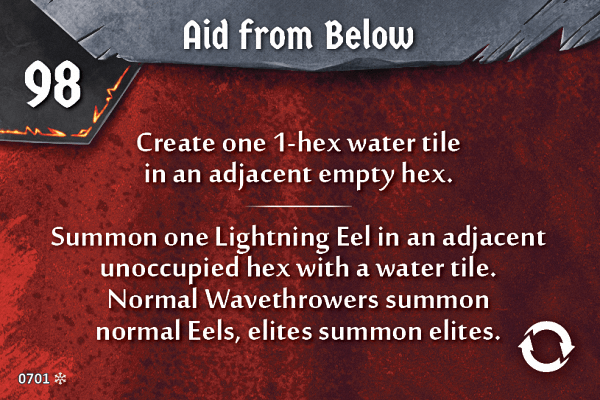 Aid from Below
98
Create one 1-hex water tile
in an adjacent empty hex.
Summon one Lightning Eel in an adjacent
unoccupied hex with a water tile.
Normal Wavethrowers summon
normal Eels, elites summon elites.
0701